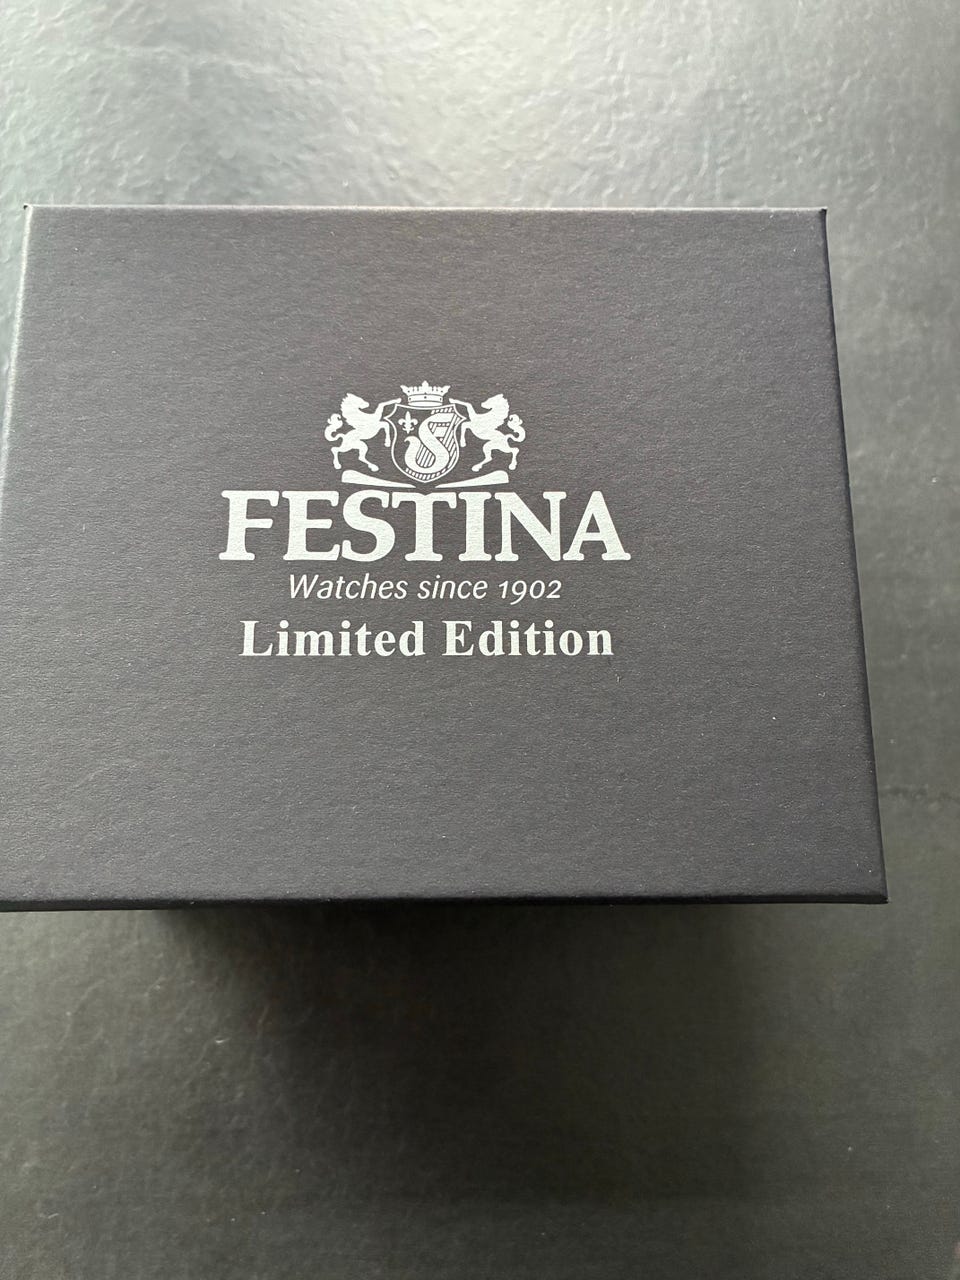 FESTINA
Watches since 1902
Limited Edition